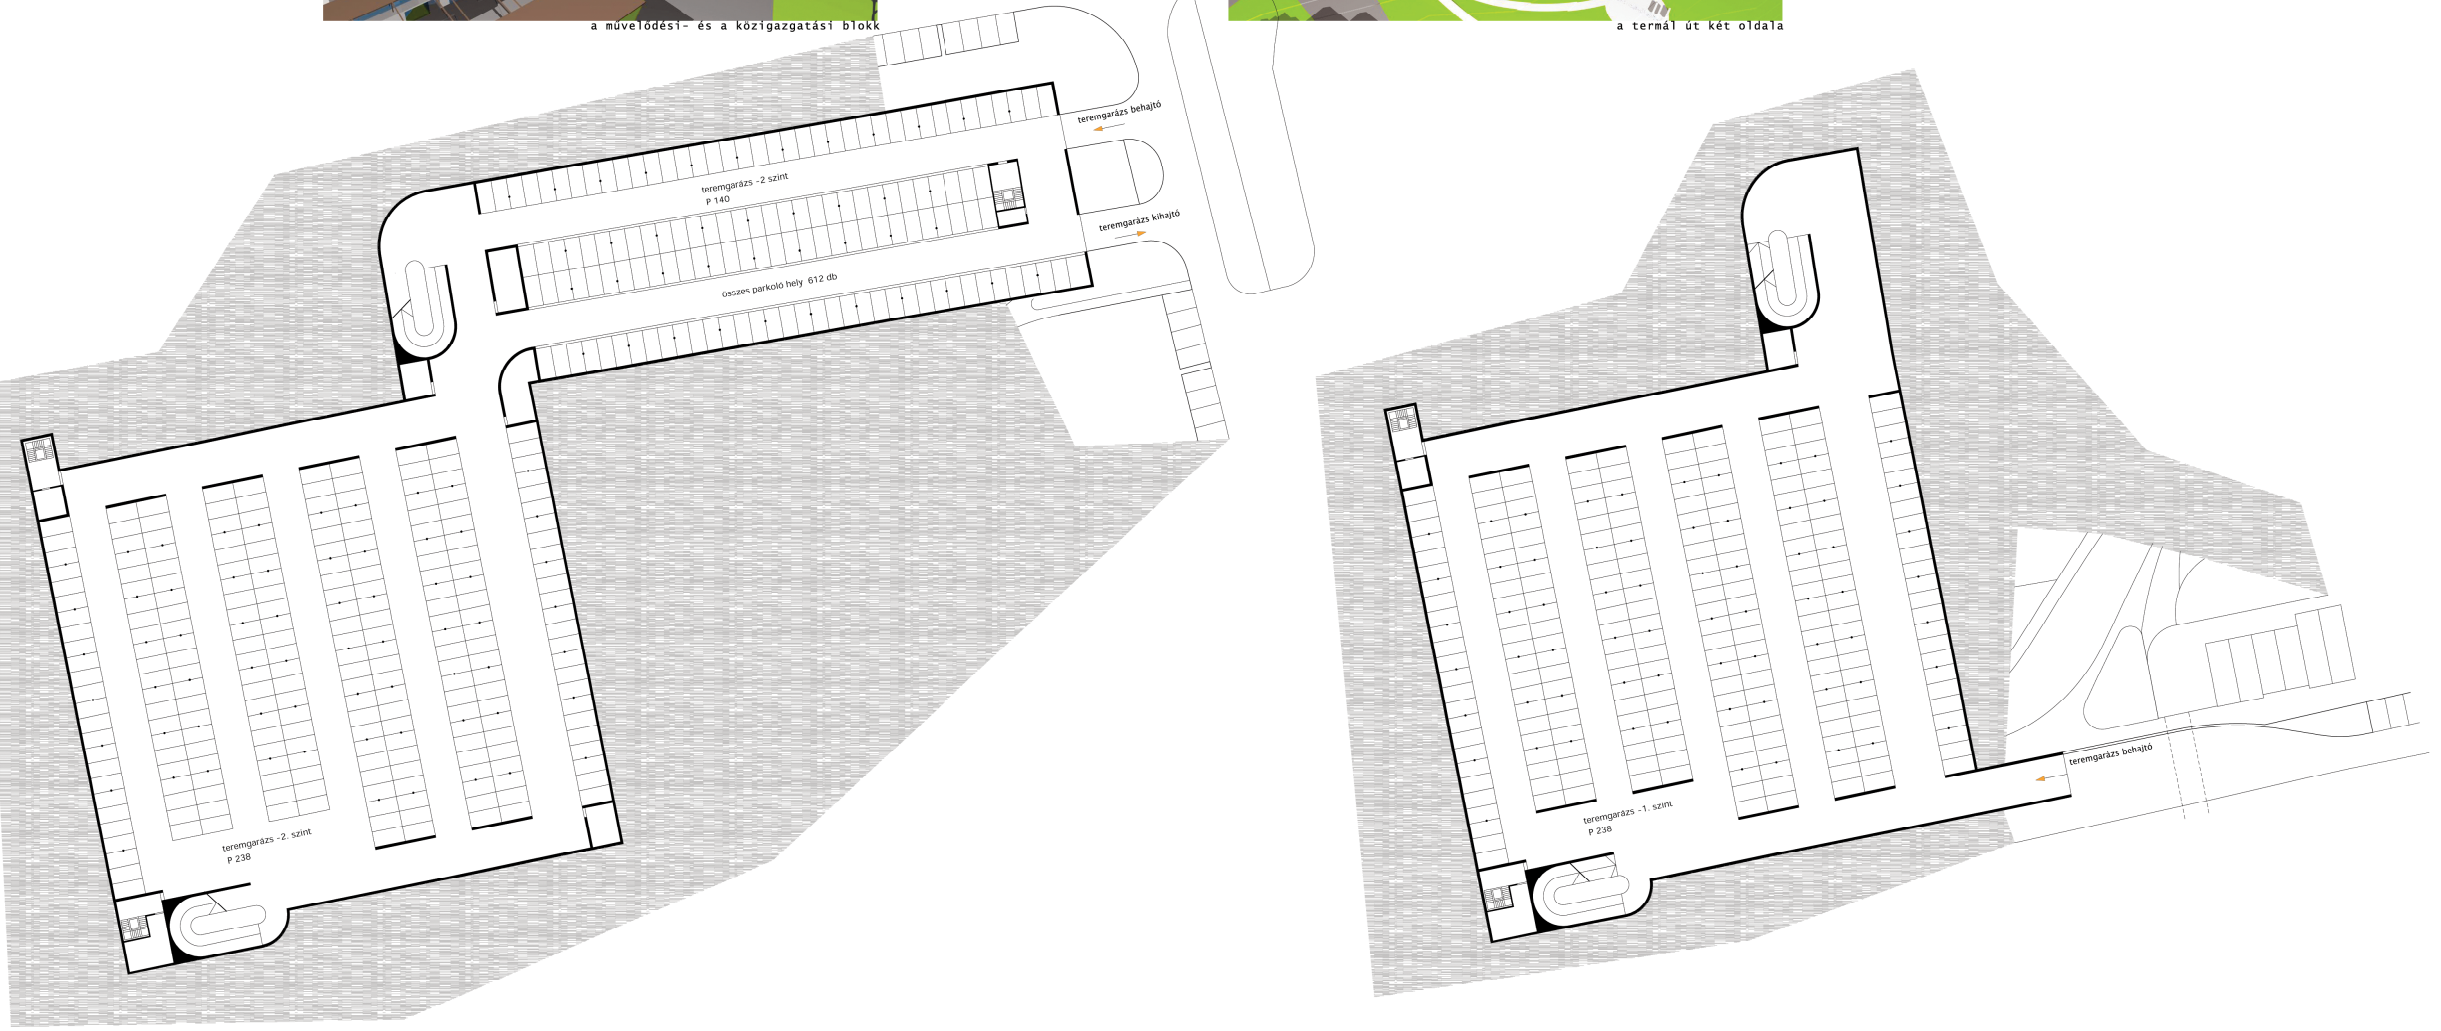 a művelődési- és a közigazgatási blokk
a termál út két oldala
teremgarázs behajtó
teremgarázs -2 szint
P 140
teremgarázs kihajtó
összes parkoló hely 612 db
teremgarázs -2. szint
P 238
teremgarázs behajtó
teremgarázs -1. szint
P 238